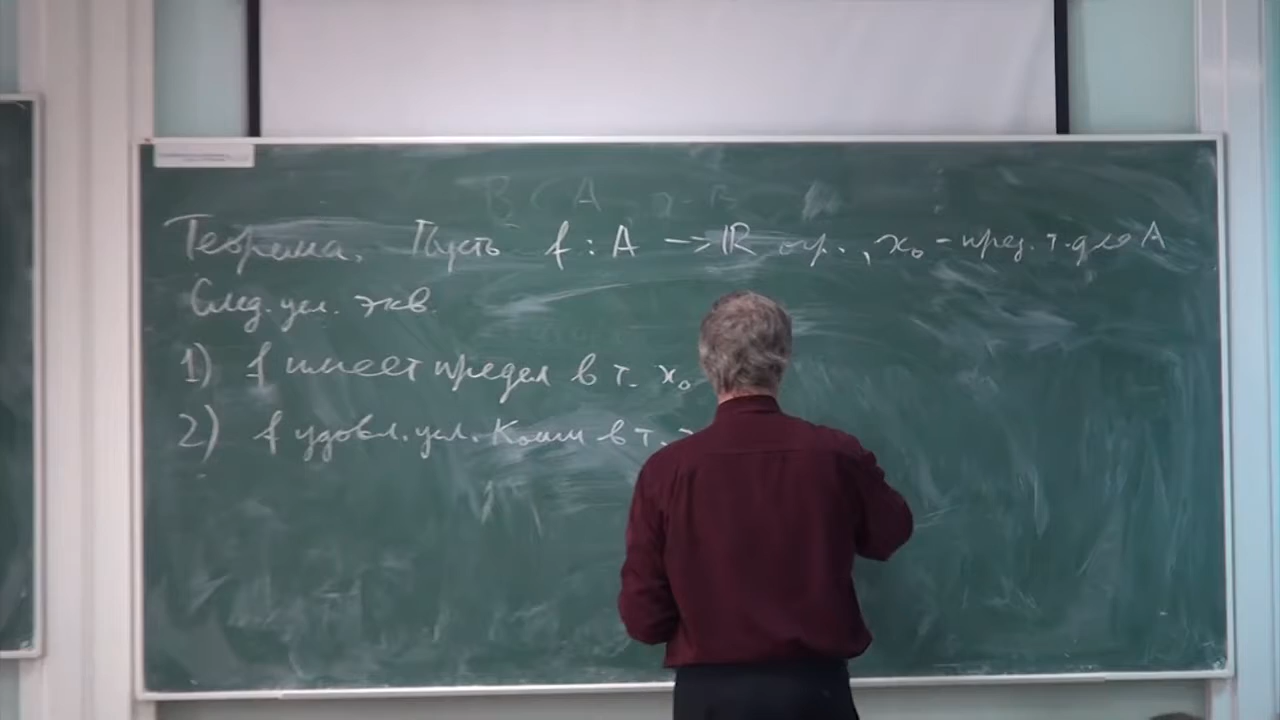 Теорема. Пусть f : A → ℝ огр., x₀ - пред. т. для A
След. усл. экв.
1) f имеет предел в т. x₀
2) f удовл. усл. Коши в т.